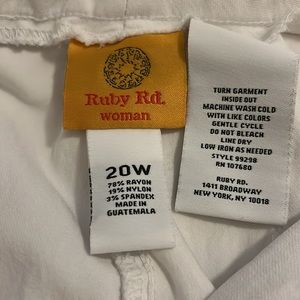 Ruby Rd.
woman
20W
78% RAYON
19% NYLON
3% SPANDEX
MADE IN
GUATEMALA
TURN GARMENT
INSIDE OUT
MACHINE WASH COLD
WITH LIKE COLORS
GENTLE CYCLE
DO NOT BLEACH
LINE DRY
LOW IRON AS NEEDED
STYLE 99298
RN 107680
RUBY RD.
1411 BROADWAY
NEW YORK, NY 10018